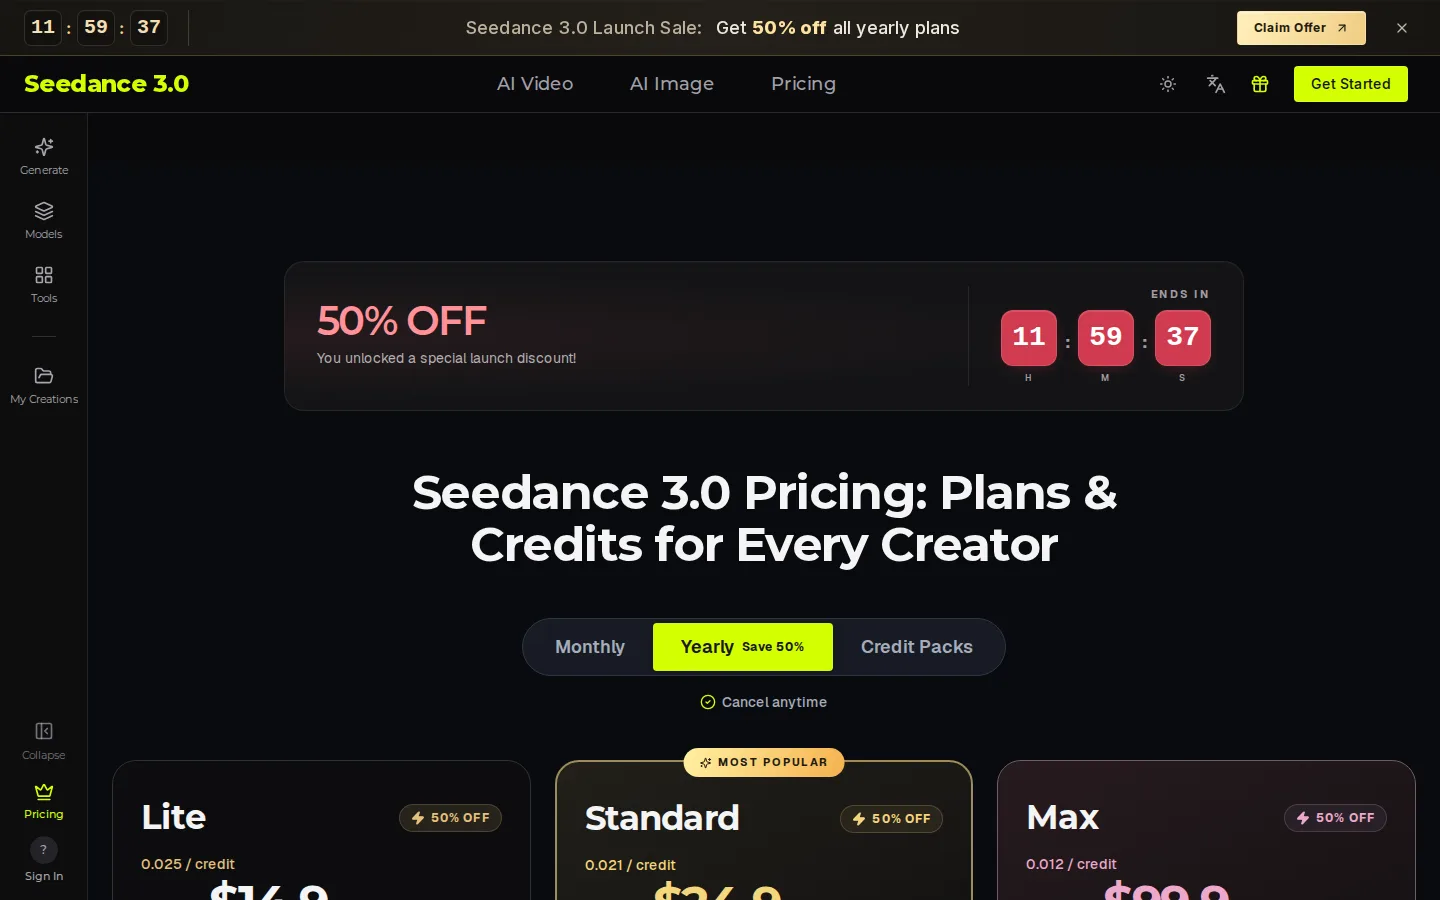 11 : 59 : 37
Seedance 3.0 Launch Sale: Get 50% off all yearly plans
Claim Offer
Seedance 3.0
AI Video
AI Image
Pricing
Get Started
Generate
Models
Tools
My Creations
Collapse
Pricing
?
Sign In
50% OFF
You unlocked a special launch discount!
ENDS IN
11 : 59 : 37
H M S
Seedance 3.0 Pricing: Plans &
Credits for Every Creator
Monthly
Yearly Save 50%
Credit Packs
Cancel anytime
Lite
50% OFF
0.025 / credit
$14.9
MOST POPULAR
Standard
50% OFF
0.021 / credit
Max
50% OFF
0.012 / credit